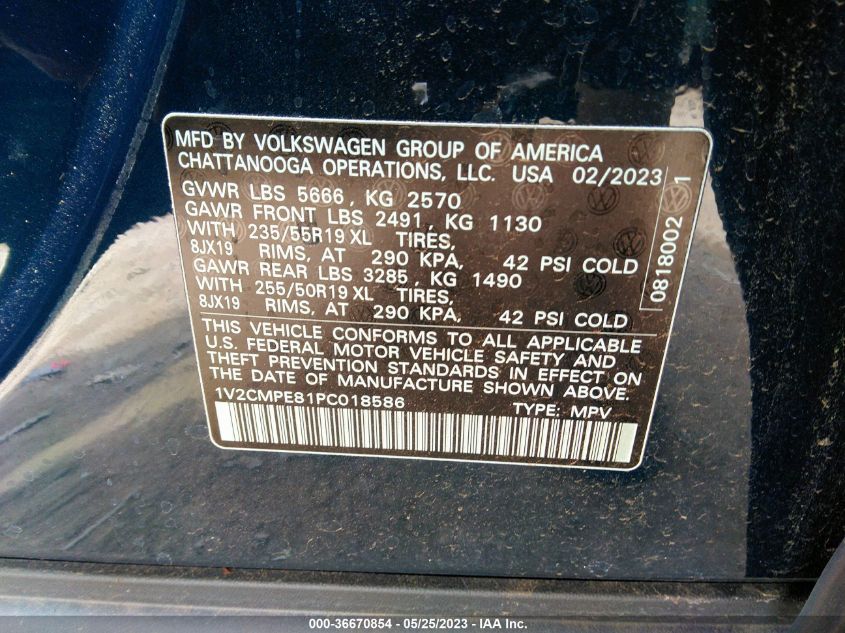 MFD BY VOLKSWAGEN GROUP OF AMERICA
CHATTANOOGA OPERATIONS, LLC. USA 02/2023
GVWR LBS 5666, KG 2570
GAWR FRONT LBS 2491, KG 1130
WITH 235/55R19 XL TIRES,
8JX19 RIMS, AT 290 KPA, 42 PSI COLD
GAWR REAR LBS 3285, KG 1490
WITH 255/50R19 XL TIRES,
8JX19 RIMS, AT 290 KPA, 42 PSI COLD
THIS VEHICLE CONFORMS TO ALL APPLICABLE
U.S. FEDERAL MOTOR VEHICLE SAFETY AND
THEFT PREVENTION STANDARDS IN EFFECT ON
THE DATE OF MANUFACTURE SHOWN ABOVE.
1V2CMPE81PC018586 TYPE: MPV
0818002 1
000-36670854 - 05/25/2023 - IAA Inc.